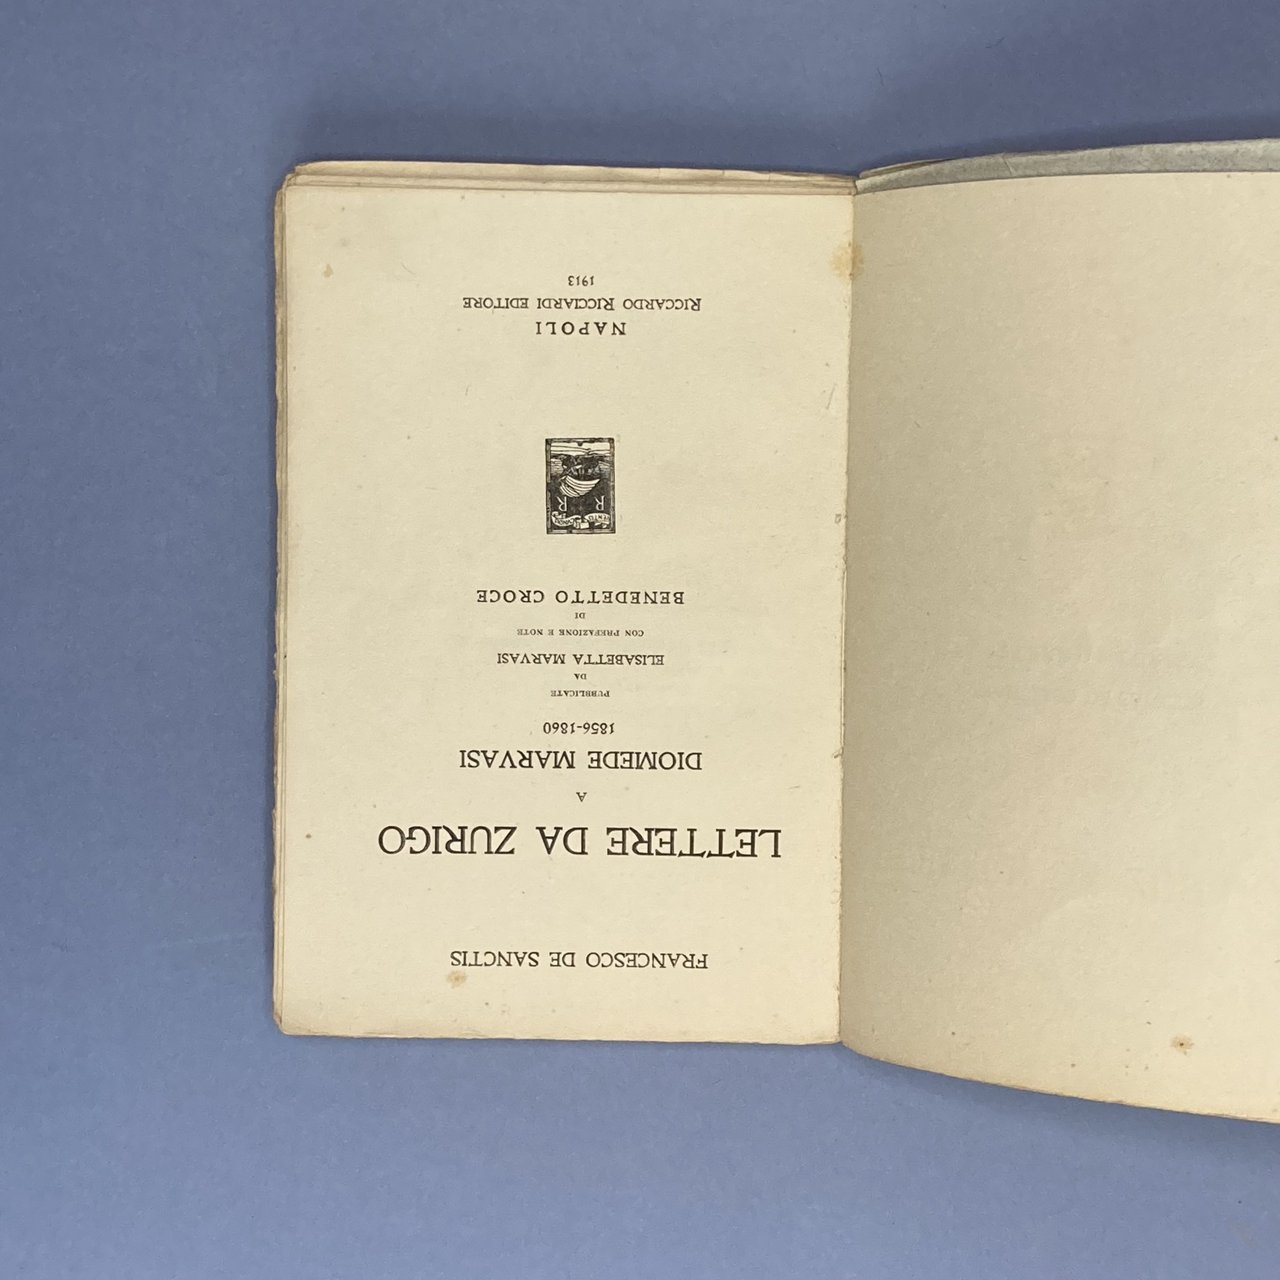 FRANCESCO DE SANCTIS
LETTERE DA ZURIGO
A
DIOMEDE MARVASI
1856-1860
PUBBLICATE
DA
ELISABETTA MARVASI
CON PREFAZIONE E NOTE
DI
BENEDETTO CROCE
R R
NAPOLI
RICCARDO RICCIARDI EDITORE
1913